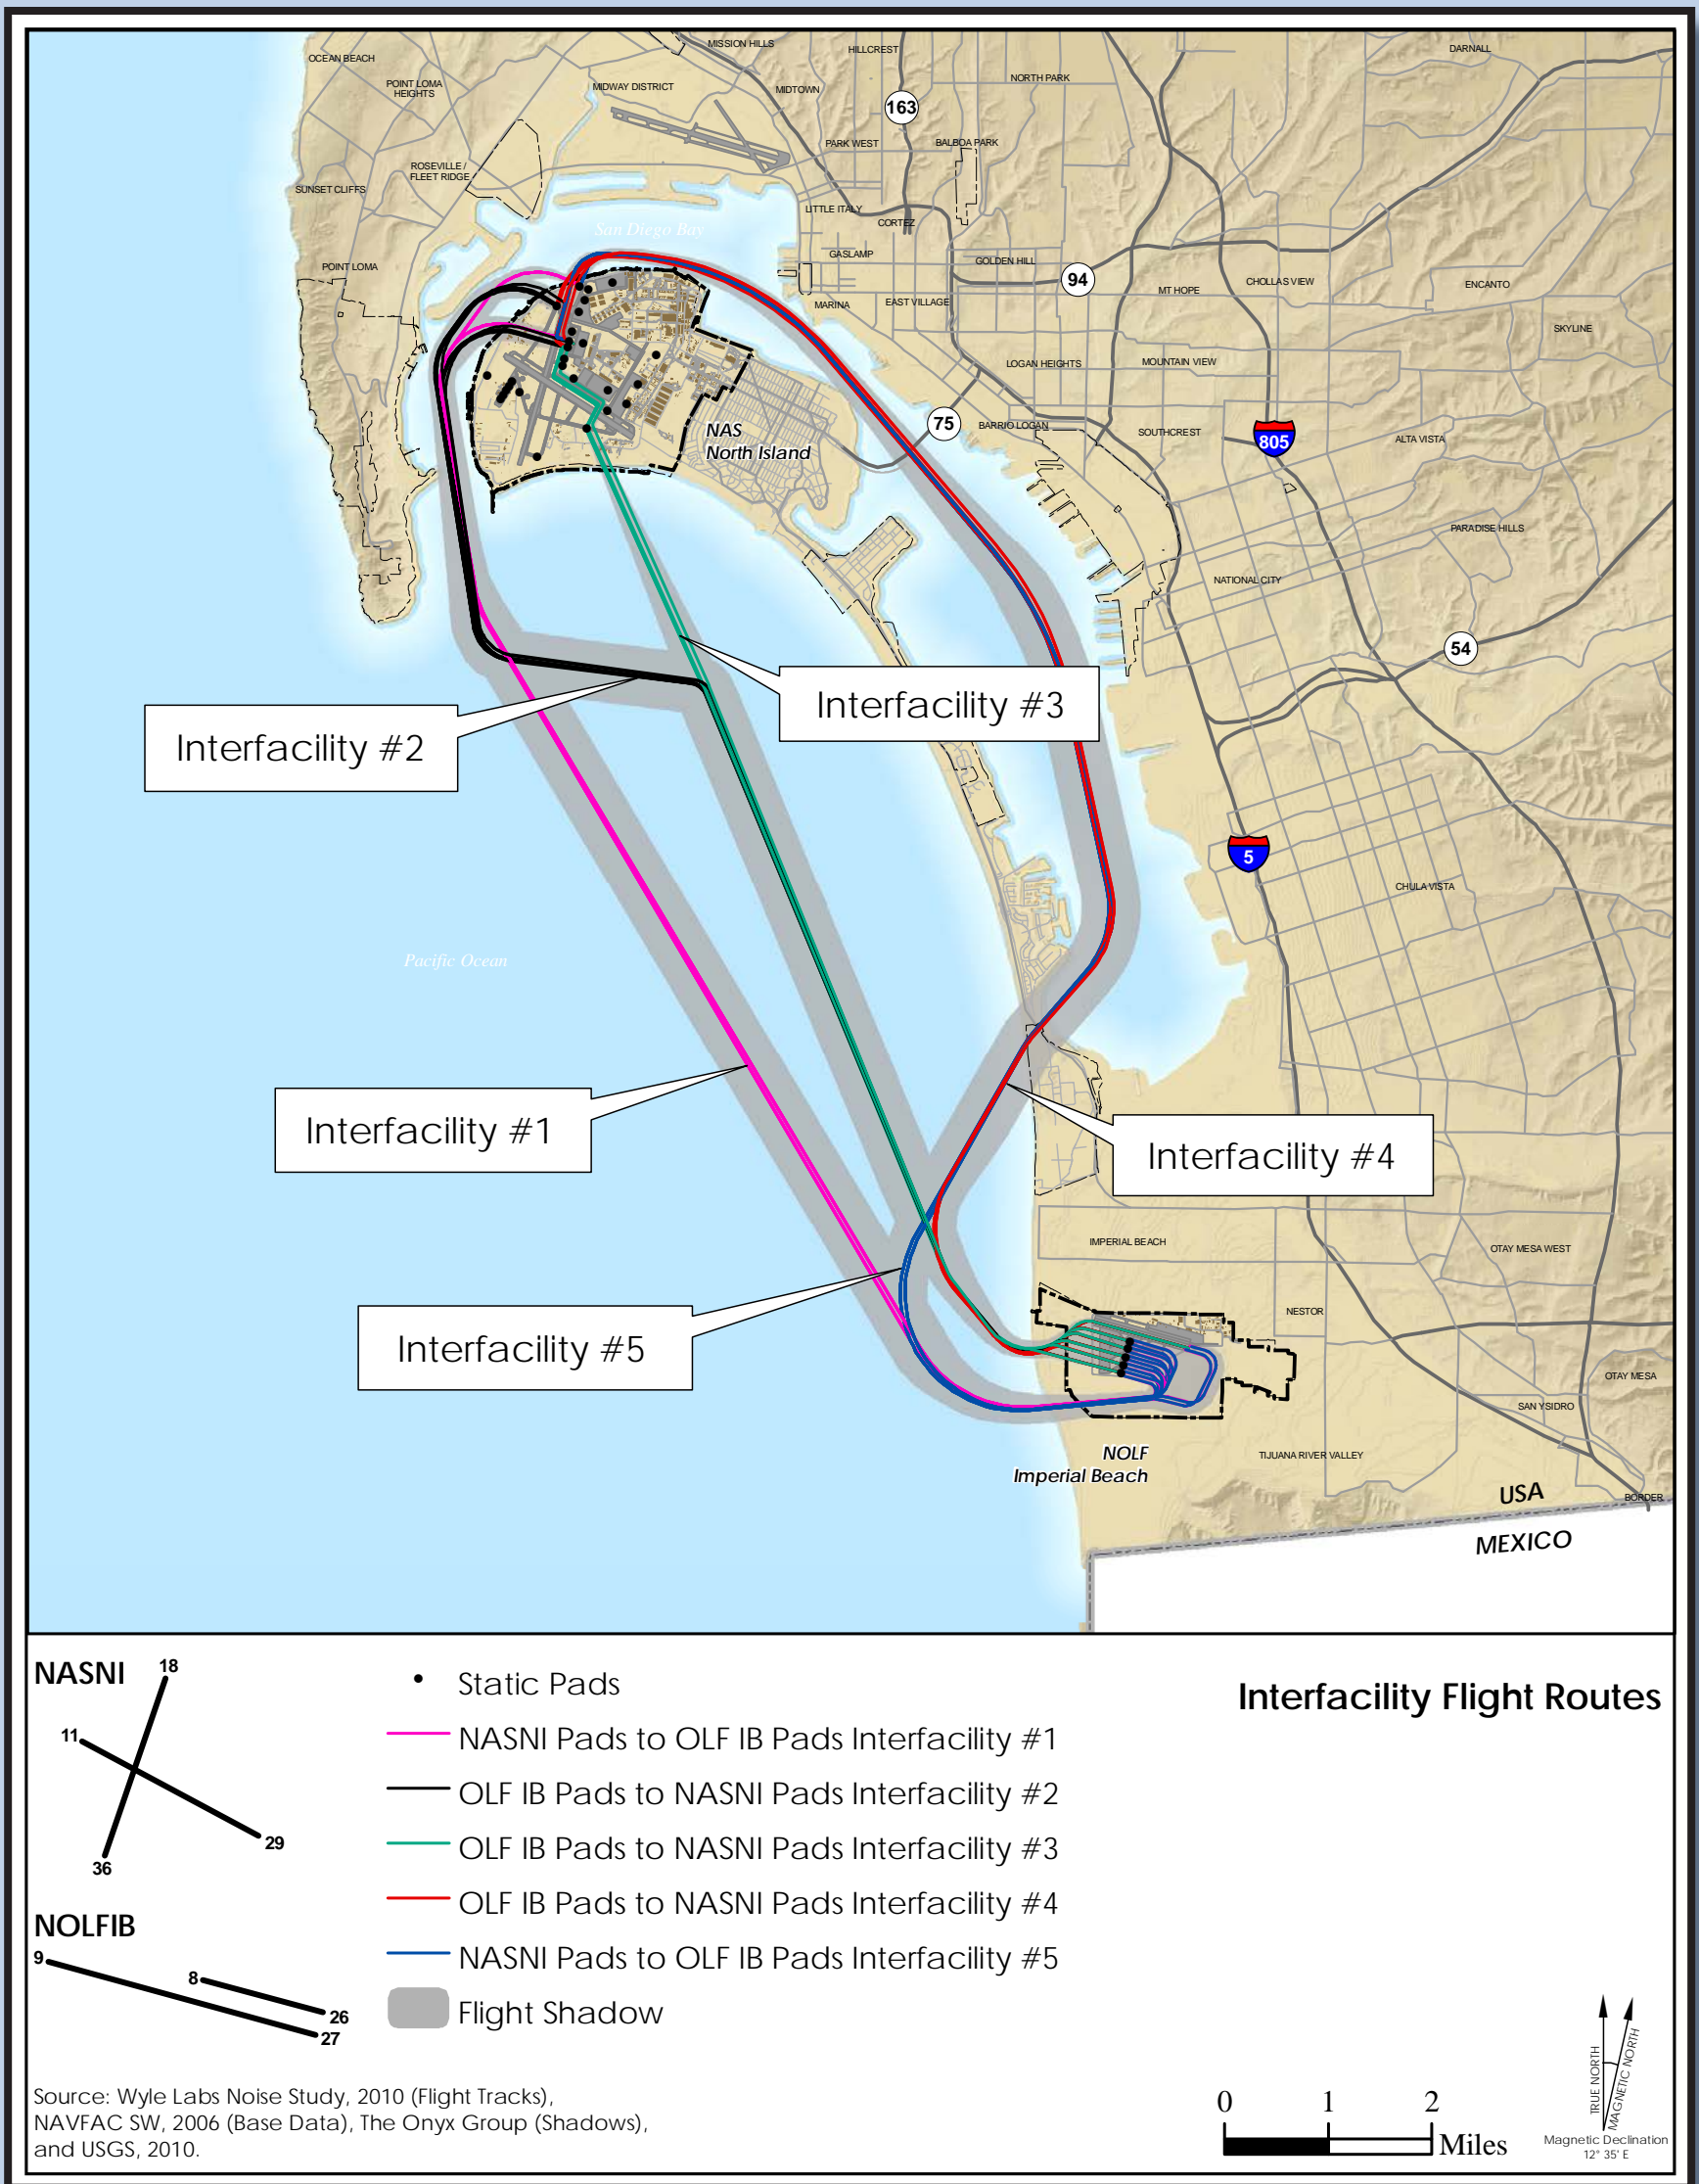 MISSION HILLS
HILLCREST
DARNALL
OCEAN BEACH
POINT LOMA
HEIGHTS
MIDWAY DISTRICT
MIDTOWN
NORTH PARK
163
PARK WEST
BALBOA PARK
ROSEVILLE /
FLEET RIDGE
SUNSET CLIFFS
LITTLE ITALY
CORTEZ
San Diego Bay
GASLAMP
GOLDEN HILL
POINT LOMA
94
CHOLLAS VIEW
ENCANTO
MT HOPE
MARINA
EAST VILLAGE
SKYLINE
LOGAN HEIGHTS
MOUNTAIN VIEW
75
BARRIO LOGAN
SOUTHCREST
805
ALTA VISTA
NAS
North Island
PARADISE HILLS
NATIONAL CITY
54
Interfacility #3
Interfacility #2
5
CHULA VISTA
Pacific Ocean
Interfacility #1
Interfacility #4
IMPERIAL BEACH
OTAY MESA WEST
NESTOR
Interfacility #5
OTAY MESA
SAN YSIDRO
NOLF
Imperial Beach
TIJUANA RIVER VALLEY
USA
BORDER
MEXICO
NASNI
18
11
29
36
NOLFIB
9
8
26
27
Static Pads
NASNI Pads to OLF IB Pads Interfacility #1
OLF IB Pads to NASNI Pads Interfacility #2
OLF IB Pads to NASNI Pads Interfacility #3
OLF IB Pads to NASNI Pads Interfacility #4
NASNI Pads to OLF IB Pads Interfacility #5
Flight Shadow
Interfacility Flight Routes
Source: Wyle Labs Noise Study, 2010 (Flight Tracks),
NAVFAC SW, 2006 (Base Data), The Onyx Group (Shadows),
and USGS, 2010.
0 1 2
Miles
TRUE NORTH
MAGNETIC NORTH
Magnetic Declination
12° 35' E